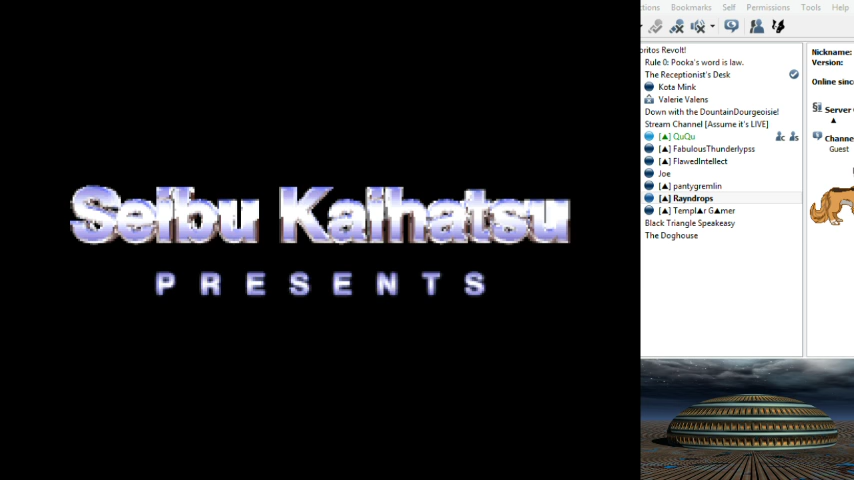 Seibu Kaihatsu
PRESENTS
ctions Bookmarks Self Permissions Tools Help
oritos Revolt!
Rule 0: Pooka's word is law.
The Receptionist's Desk
Kota Mink
Valerie Valens
Down with the DountainDourgeoisie!
Stream Channel [Assume it's LIVE]
[▲] QuQu
[▲] FabulousThunderlypss
[▲] FlawedIntellect
Joe
[▲] pantygremlin
[▲] Rayndrops
[▲] Templ▲r G▲mer
Black Triangle Speakeasy
The Doghouse
Nickname:
Version:
Online sinc
Server
▲
Channe
Guest